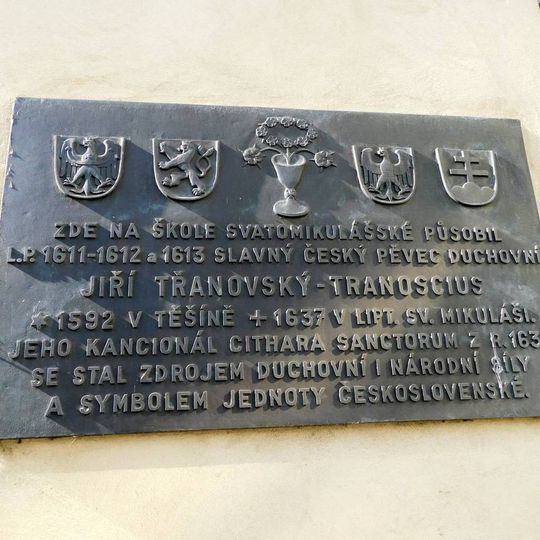 ZDE NA ŠKOLE SVATOMIKULÁŠSKÉ PŮSOBIL
L.P. 1611-1612 a 1613 SLAVNÝ ČESKÝ PĚVEC DUCHOVNÍ
JIŘÍ TŘANOVSKÝ-TRANOSCIUS
* 1592 V TĚŠÍNĚ + 1637 V LIPT. SV. MIKULÁŠI.
JEHO KANCIONÁL CITHARA SANCTORUM Z R.
SE STAL ZDROJEM DUCHOVNÍ I NÁRODNÍ SÍLY
A SYMBOLEM JEDNOTY ČESKOSLOVENSKÉ.